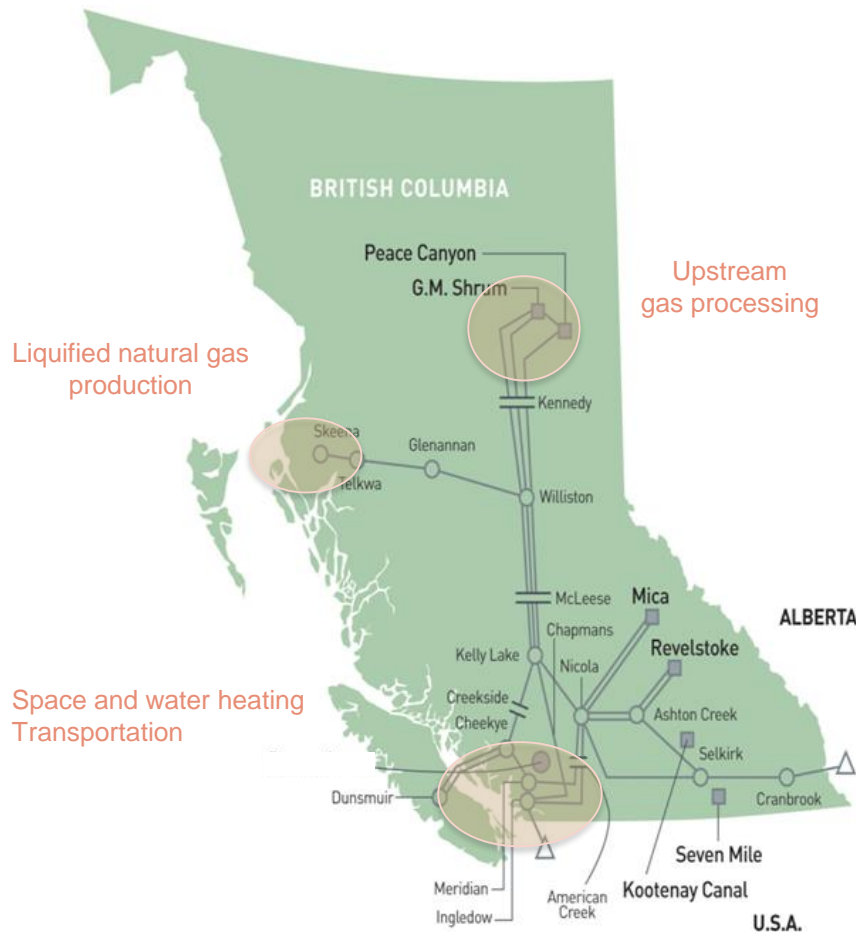 BRITISH COLUMBIA
Peace Canyon
G.M. Shrum
Upstream
gas processing
Liquified natural gas
production
Kennedy
Skeena
Glenannan
Telkwa
Williston
McLeese
Mica
Chapmans
ALBERTA
Kelly Lake
Nicola
Revelstoke
Space and water heating
Transportation
Creekside
Cheekye
Ashton Creek
Selkirk
Dunsmuir
Cranbrook
Seven Mile
Meridian
American
Creek
Kootenay Canal
Ingledow
U.S.A.